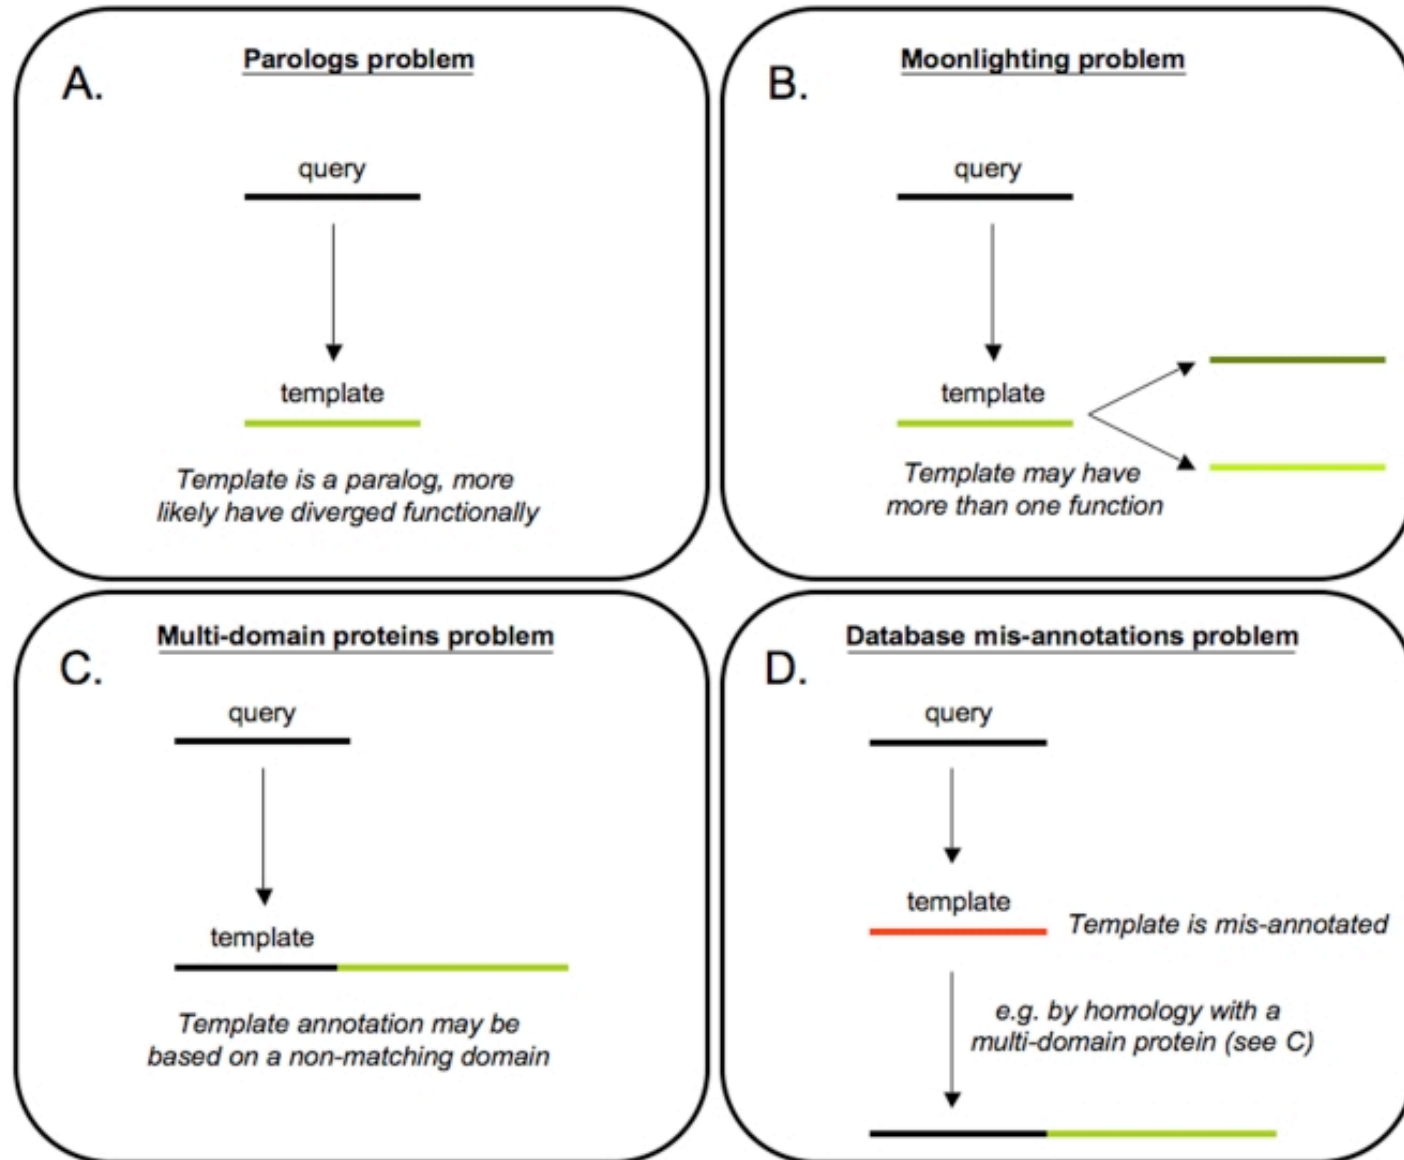 A.
Parologs problem
query
template
Template is a paralog, more
likely have diverged functionally
B.
Moonlighting problem
query
template
Template may have
more than one function
C.
Multi-domain proteins problem
query
template
Template annotation may be
based on a non-matching domain
D.
Database mis-annotations problem
query
template
Template is mis-annotated
e.g. by homology with a
multi-domain protein (see C)